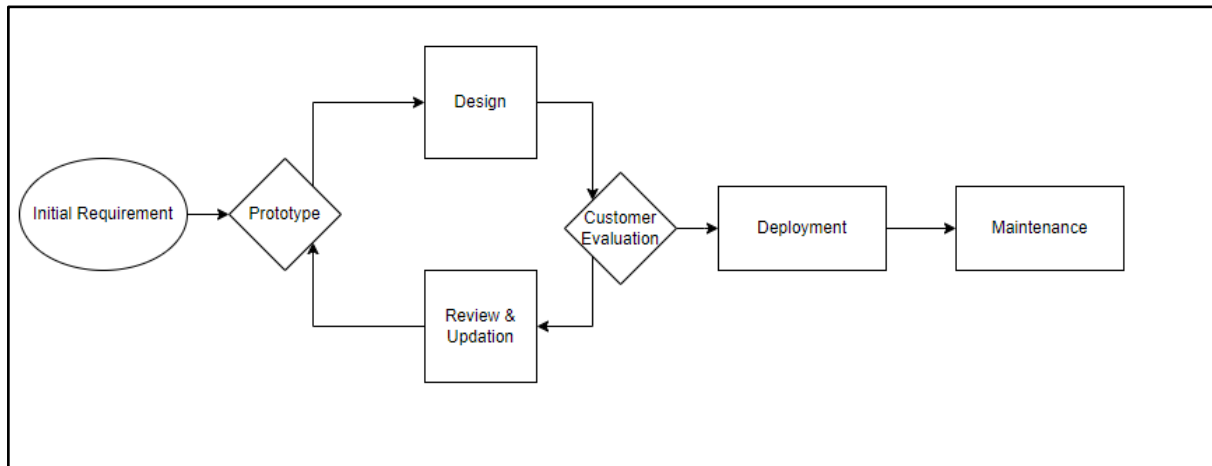 Design
Initial Requirement
Prototype
Customer
Evaluation
Deployment
Maintenance
Review &
Updation